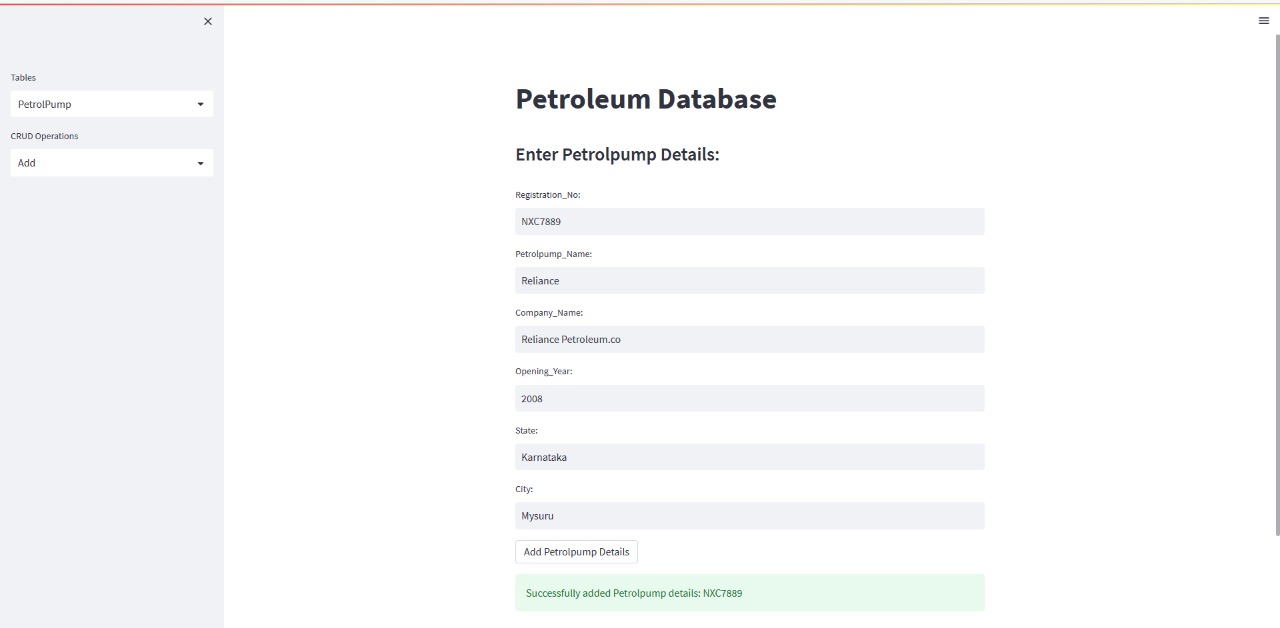 Tables
PetrolPump
CRUD Operations
Add
Petroleum Database
Enter Petrolpump Details:
Registration_No:
NXC7889
Petrolpump_Name:
Reliance
Company_Name:
Reliance Petroleum.co
Opening_Year:
2008
State:
Karnataka
City:
Mysuru
Add Petrolpump Details
Successfully added Petrolpump details: NXC7889